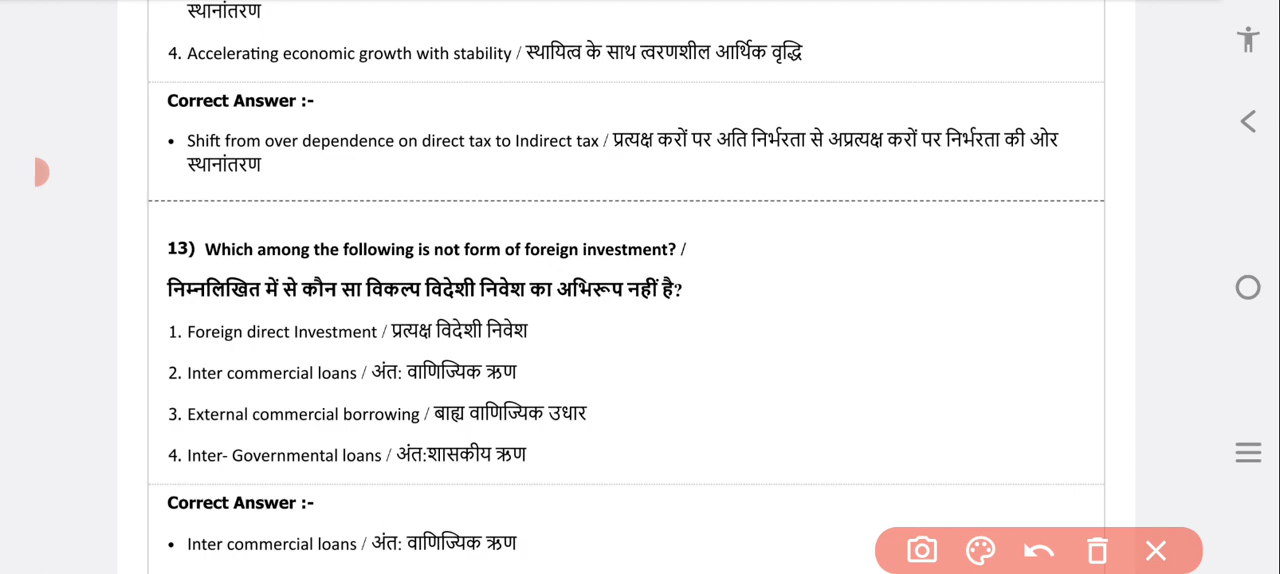 स्थानांतरण
4. Accelerating economic growth with stability / स्थायित्व के साथ त्वरणशील आर्थिक वृद्धि
Correct Answer :-
• Shift from over dependence on direct tax to Indirect tax / प्रत्यक्ष करों पर अति निर्भरता से अप्रत्यक्ष करों पर निर्भरता की ओर
स्थानांतरण
13) Which among the following is not form of foreign investment? /
निम्नलिखित में से कौन सा विकल्प विदेशी निवेश का अभिरूप नहीं है?
1. Foreign direct Investment / प्रत्यक्ष विदेशी निवेश
2. Inter commercial loans / अंत: वाणिज्यिक ऋण
3. External commercial borrowing / बाह्य वाणिज्यिक उधार
4. Inter- Governmental loans / अंत:शासकीय ऋण
Correct Answer :-
• Inter commercial loans / अंत: वाणिज्यिक ऋण